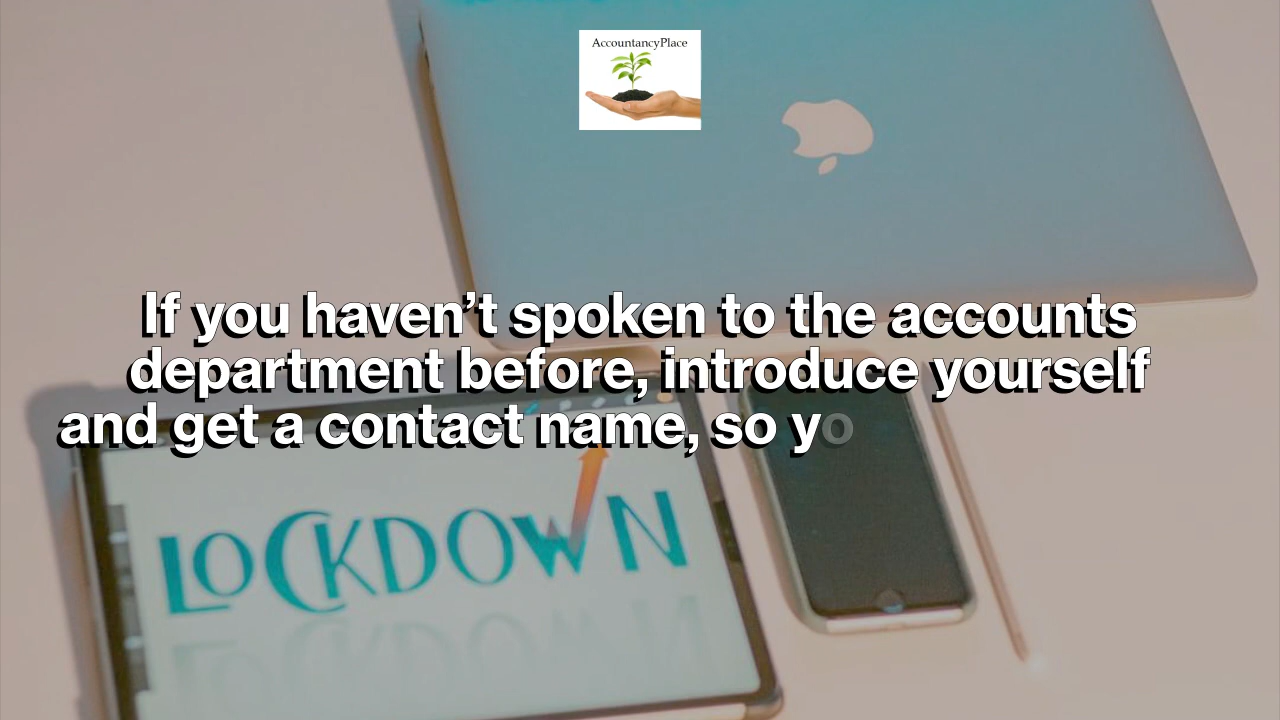 AccountancyPlace
If you haven’t spoken to the accounts
department before, introduce yourself
and get a contact name, so yo
LOCKDOWN